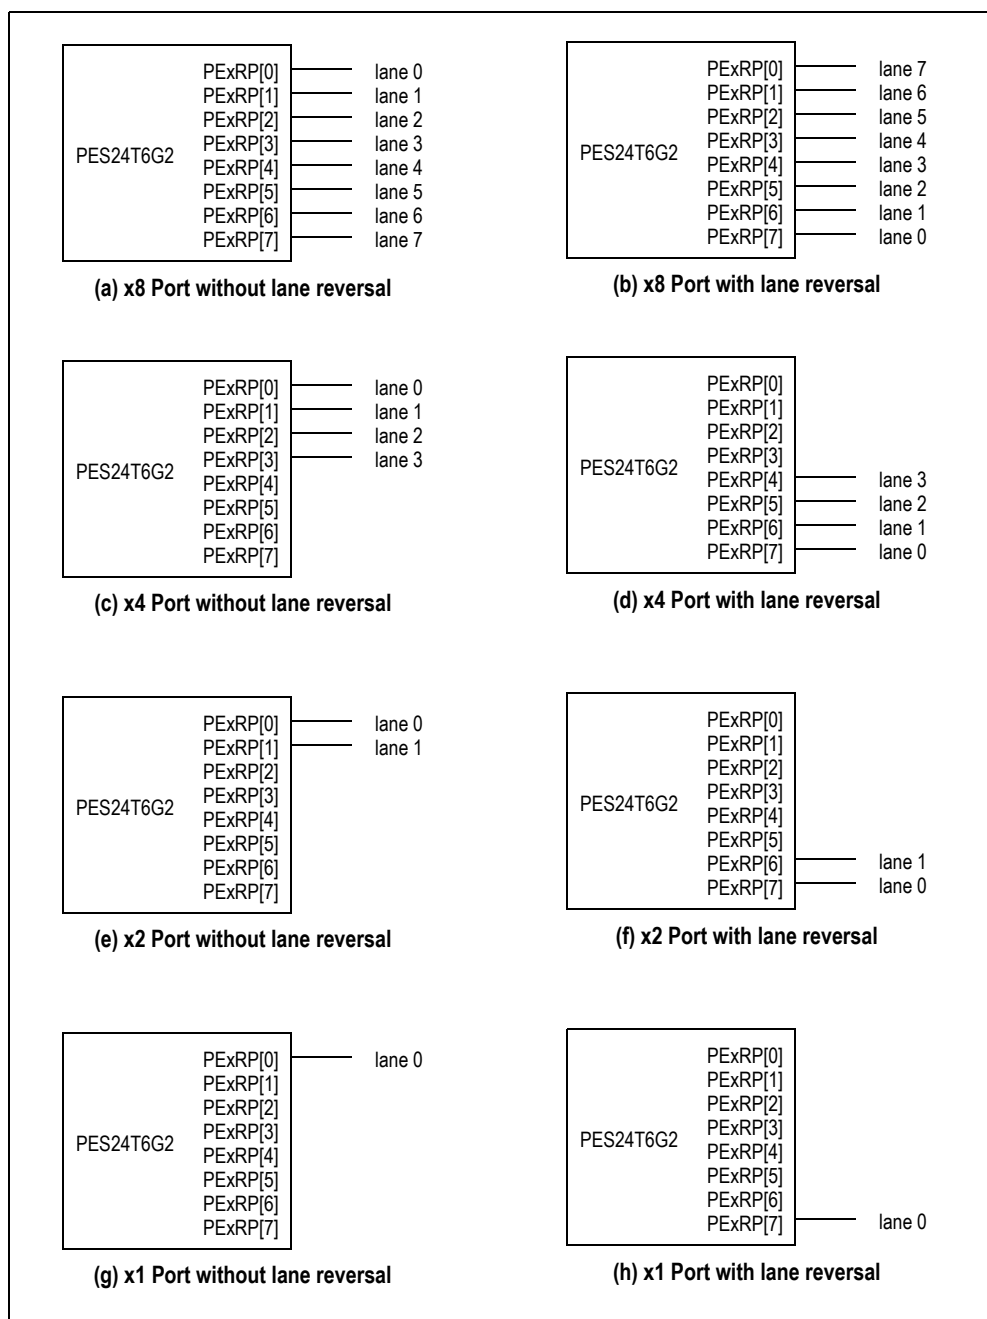 PES24T6G2
PExRP[0] lane 0
PExRP[1] lane 1
PExRP[2] lane 2
PExRP[3] lane 3
PExRP[4] lane 4
PExRP[5] lane 5
PExRP[6] lane 6
PExRP[7] lane 7
(a) x8 Port without lane reversal
PES24T6G2
PExRP[0] lane 7
PExRP[1] lane 6
PExRP[2] lane 5
PExRP[3] lane 4
PExRP[4] lane 3
PExRP[5] lane 2
PExRP[6] lane 1
PExRP[7] lane 0
(b) x8 Port with lane reversal
PES24T6G2
PExRP[0] lane 0
PExRP[1] lane 1
PExRP[2] lane 2
PExRP[3] lane 3
PExRP[4]
PExRP[5]
PExRP[6]
PExRP[7]
(c) x4 Port without lane reversal
PES24T6G2
PExRP[0]
PExRP[1]
PExRP[2]
PExRP[3]
PExRP[4] lane 3
PExRP[5] lane 2
PExRP[6] lane 1
PExRP[7] lane 0
(d) x4 Port with lane reversal
PES24T6G2
PExRP[0] lane 0
PExRP[1] lane 1
PExRP[2]
PExRP[3]
PExRP[4]
PExRP[5]
PExRP[6]
PExRP[7]
(e) x2 Port without lane reversal
PES24T6G2
PExRP[0]
PExRP[1]
PExRP[2]
PExRP[3]
PExRP[4]
PExRP[5]
PExRP[6] lane 1
PExRP[7] lane 0
(f) x2 Port with lane reversal
PES24T6G2
PExRP[0] lane 0
PExRP[1]
PExRP[2]
PExRP[3]
PExRP[4]
PExRP[5]
PExRP[6]
PExRP[7]
(g) x1 Port without lane reversal
PES24T6G2
PExRP[0]
PExRP[1]
PExRP[2]
PExRP[3]
PExRP[4]
PExRP[5]
PExRP[6]
PExRP[7] lane 0
(h) x1 Port with lane reversal